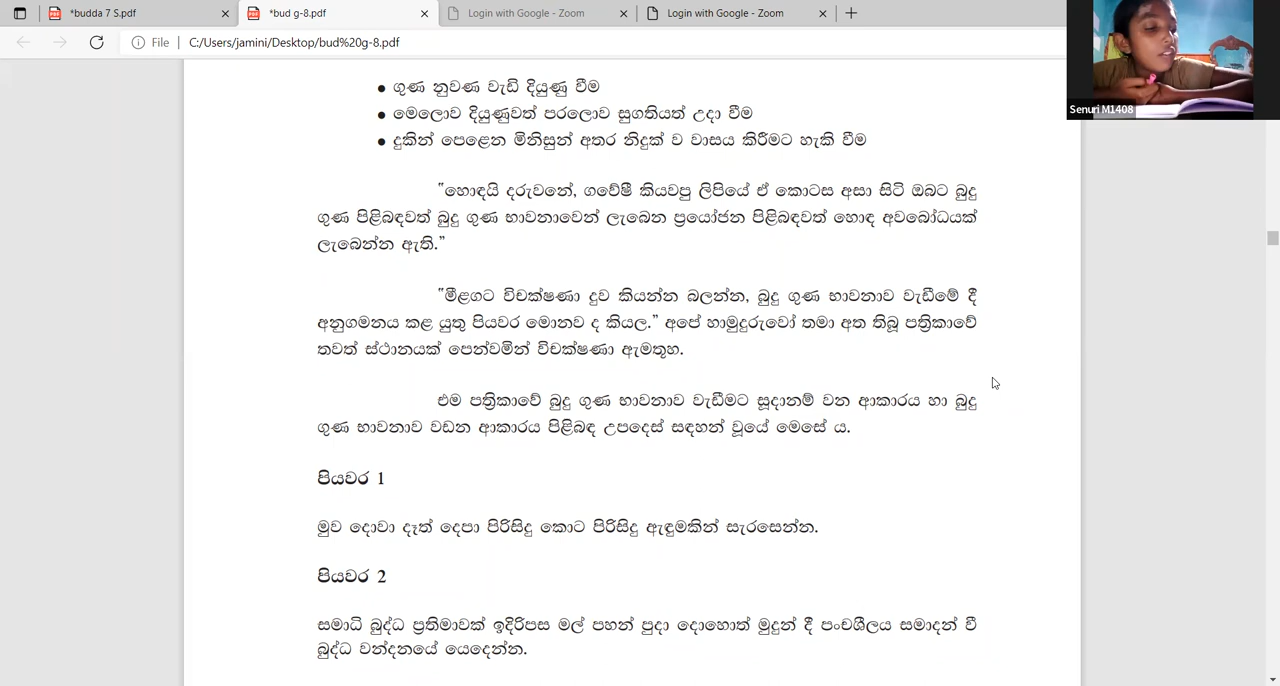 *budda 7 S.pdf
*bud g-8.pdf
Login with Google - Zoom
Login with Google - Zoom
File | C:/Users/jamini/Desktop/bud%20g-8.pdf
Senuri M1408
• ගුණ නුවණ වැඩි දියුණු වීම
• මෙලොව දියුණුවත් පරලොව සුගතියත් උදා වීම
• දුකින් පෙළෙන මිනිසුන් අතර නිදුක් ව වාසය කිරීමට හැකි වීම
"හොඳයි දරුවනේ, ගවේෂී කියවපු ලිපියේ ඒ කොටස අසා සිටි ඔබට බුදු
ගුණ පිළිබඳවත් බුදු ගුණ භාවනාවෙන් ලැබෙන ප්‍රයෝජන පිළිබඳවත් හොඳ අවබෝධයක්
ලැබෙන්න ඇති."
"මීළගට විචක්ෂණා දුව කියන්න බලන්න, බුදු ගුණ භාවනාව වැඩීමේ දී
අනුගමනය කළ යුතු පියවර මොනව ද කියල." අපේ හාමුදුරුවෝ තමා අත තිබූ පත්‍රිකාවේ
තවත් ස්ථානයක් පෙන්වමින් විචක්ෂණා ඇමතූහ.
එම පත්‍රිකාවේ බුදු ගුණ භාවනාව වැඩීමට සූදානම් වන ආකාරය හා බුදු
ගුණ භාවනාව වඩන ආකාරය පිළිබඳ උපදෙස් සඳහන් වූයේ මෙසේ ය.
පියවර 1
මුව දොවා දෑත් දෙපා පිරිසිදු කොට පිරිසිදු ඇඳුමකින් සැරසෙන්න.
පියවර 2
සමාධි බුද්ධ ප්‍රතිමාවක් ඉදිරිපස මල් පහන් පුදා දොහොත් මුදුන් දී පංචශීලය සමාදන් වී
බුද්ධ වන්දනයේ යෙදෙන්න.